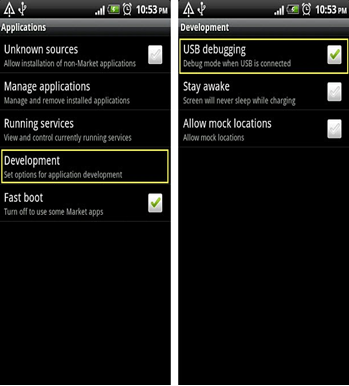 10:53 PM
Applications
Unknown sources
Allow installation of non-Market applications
Manage applications
Manage and remove installed applications
Running services
View and control currently running services
Development
Set options for application development
Fast boot
Turn off to use some Market apps
10:53 PM
Development
USB debugging
Debug mode when USB is connected
Stay awake
Screen will never sleep while charging
Allow mock locations
Allow mock locations